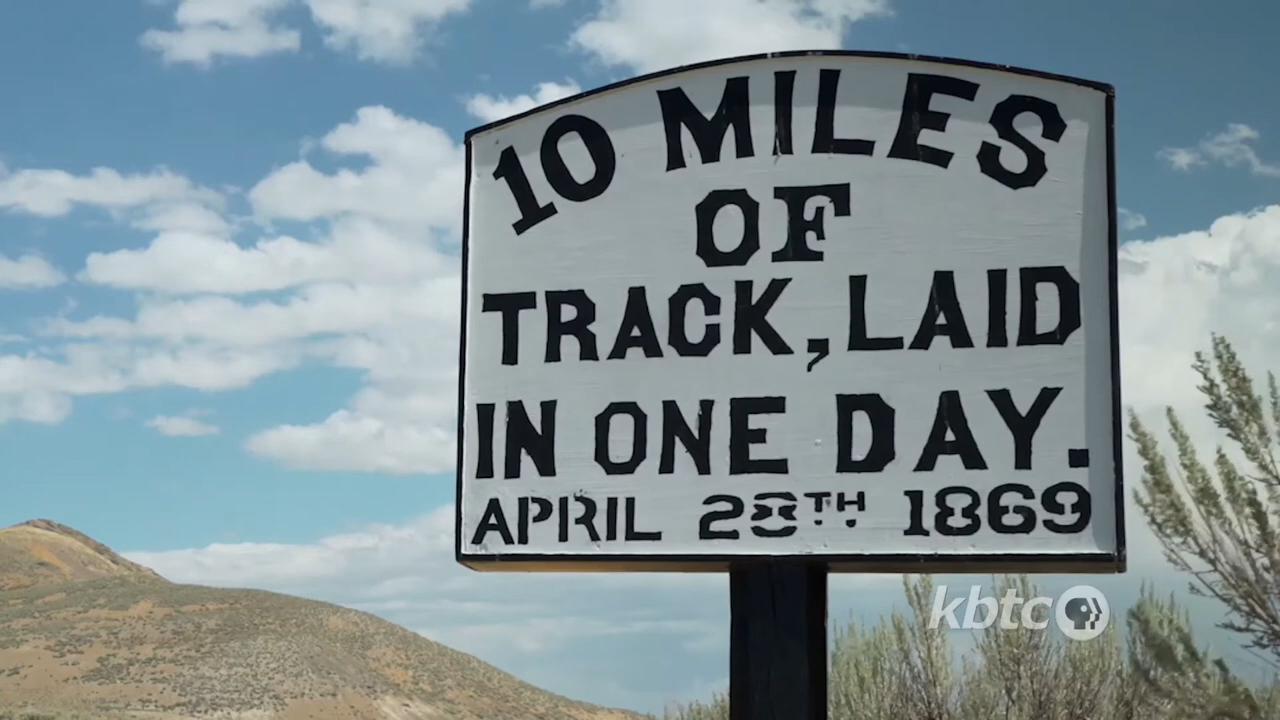 10 MILES
OF
TRACK, LAID
IN ONE DAY.
APRIL 28TH 1869
kbtc